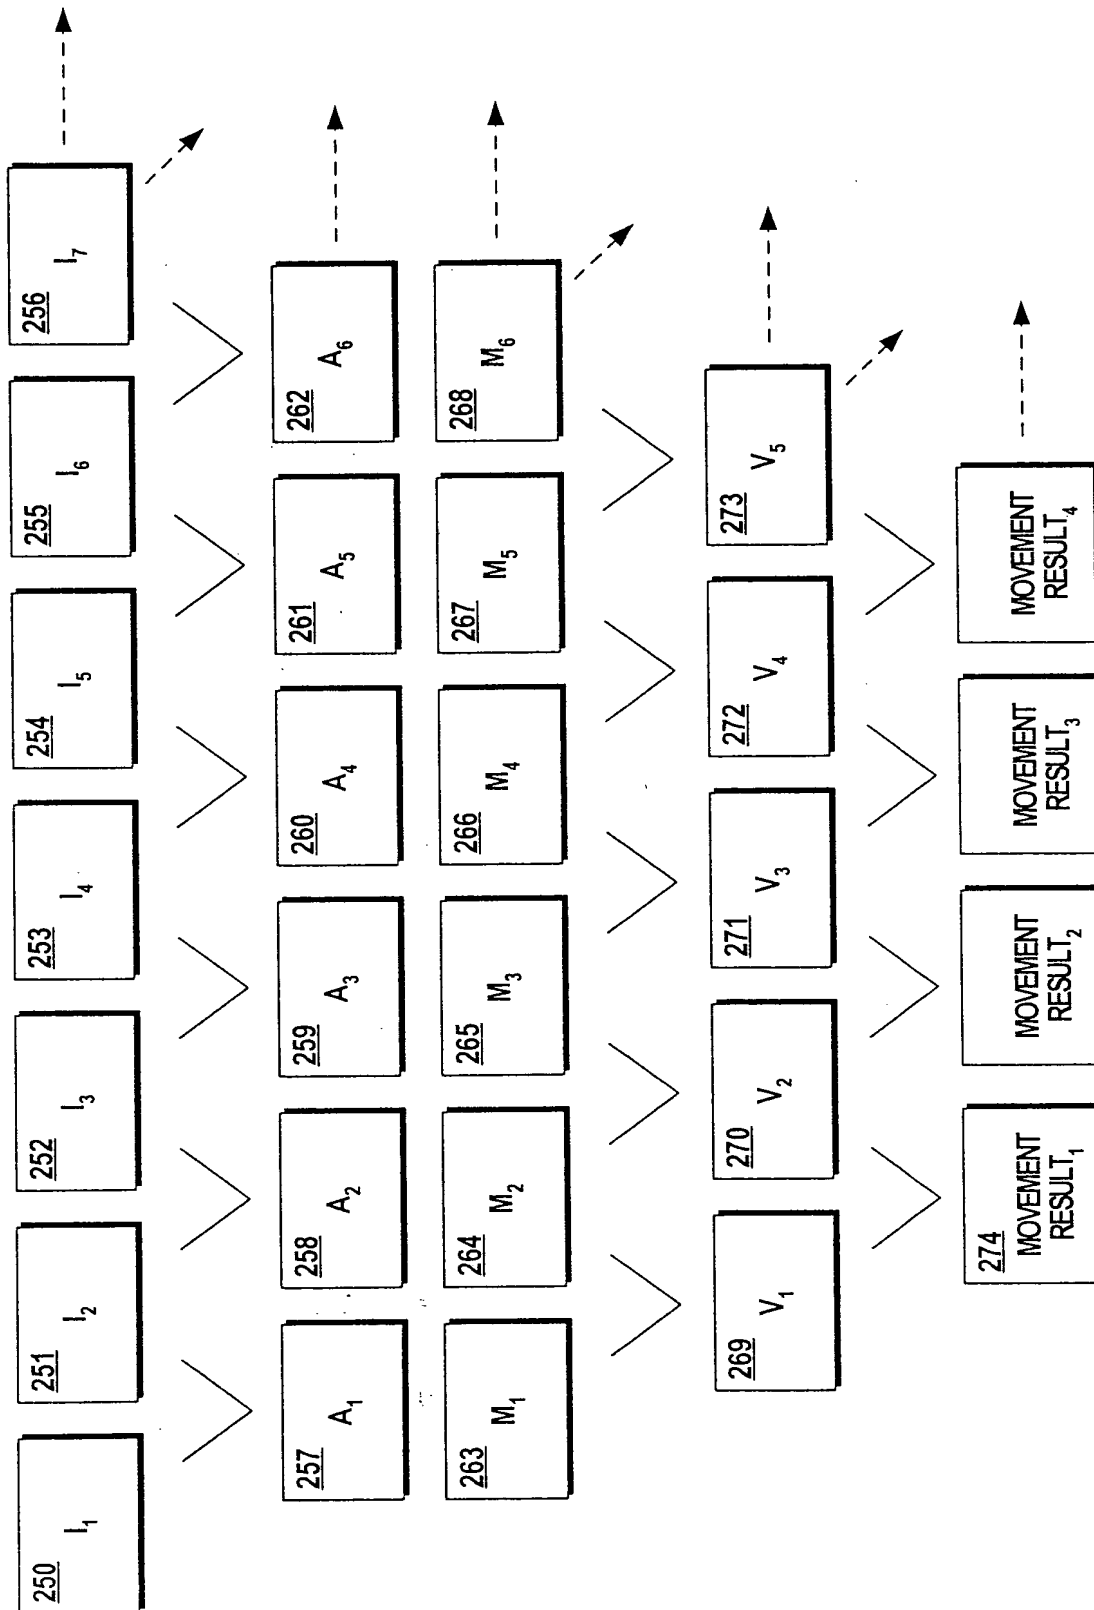 250
I1
251
I2
252
I3
253
I4
254
I5
255
I6
256
I7
257
A1
258
A2
259
A3
260
A4
261
A5
262
A6
263
M1
264
M2
265
M3
266
M4
267
M5
268
M6
269
V1
270
V2
271
V3
272
V4
273
V5
274
MOVEMENT
RESULT1
MOVEMENT
RESULT2
MOVEMENT
RESULT3
MOVEMENT
RESULT4